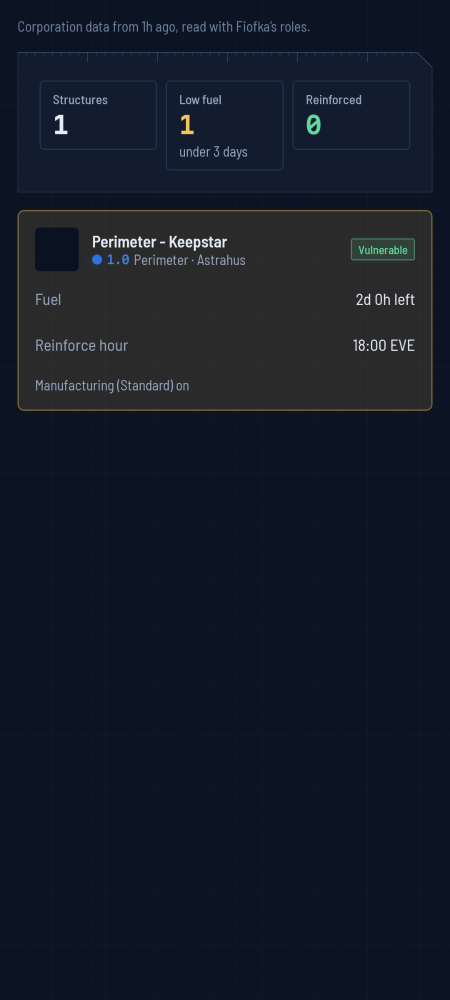 Corporation data from 1h ago, read with Fiofka's roles.
Structures
1
Low fuel
1
under 3 days
Reinforced
0
Perimeter - Keepstar
1.0 Perimeter · Astrahus
Vulnerable
Fuel
2d 0h left
Reinforce hour
18:00 EVE
Manufacturing (Standard) on